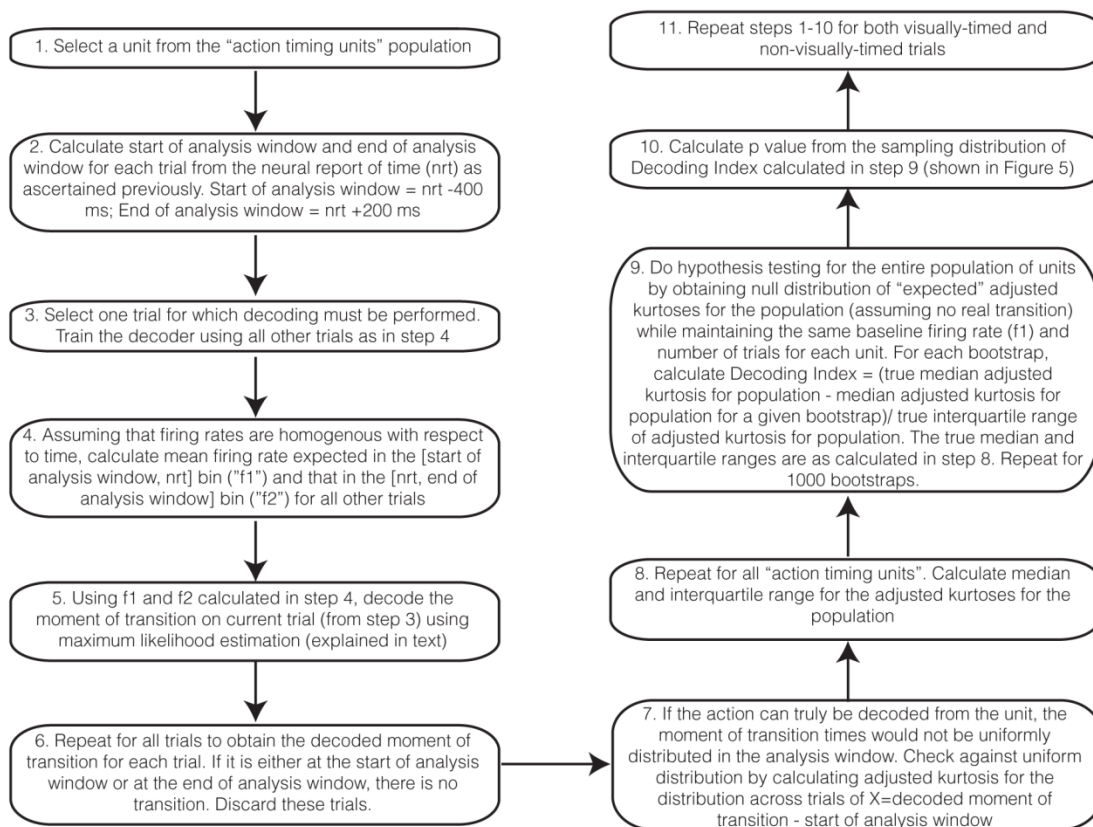 1. Select a unit from the “action timing units” population
2. Calculate start of analysis window and end of analysis
window for each trial from the neural report of time (nrt) as
ascertained previously. Start of analysis window = nrt -400
ms; End of analysis window = nrt +200 ms
3. Select one trial for which decoding must be performed.
Train the decoder using all other trials as in step 4
4. Assuming that firing rates are homogenous with respect
to time, calculate mean firing rate expected in the [start of
analysis window, nrt] bin (”f1”) and that in the [nrt, end of
analysis window] bin (”f2”) for all other trials
5. Using f1 and f2 calculated in step 4, decode the
moment of transition on current trial (from step 3) using
maximum likelihood estimation (explained in text)
6. Repeat for all trials to obtain the decoded moment of
transition for each trial. If it is either at the start of analysis
window or at the end of analysis window, there is no
transition. Discard these trials.
7. If the action can truly be decoded from the unit, the
moment of transition times would not be uniformly
distributed in the analysis window. Check against uniform
distribution by calculating adjusted kurtosis for the
distribution across trials of X=decoded moment of
transition - start of analysis window
8. Repeat for all “action timing units”. Calculate median
and interquartile range for the adjusted kurtoses for the
population
9. Do hypothesis testing for the entire population of units
by obtaining null distribution of “expected” adjusted
kurtoses for the population (assuming no real transition)
while maintaining the same baseline firing rate (f1) and
number of trials for each unit. For each bootstrap,
calculate Decoding Index = (true median adjusted
kurtosis for population - median adjusted kurtosis for
population for a given bootstrap)/ true interquartile range
of adjusted kurtosis for population. The true median and
interquartile ranges are as calculated in step 8. Repeat for
1000 bootstraps.
10. Calculate p value from the sampling distribution of
Decoding Index calculated in step 9 (shown in Figure 5)
11. Repeat steps 1-10 for both visually-timed and
non-visually-timed trials